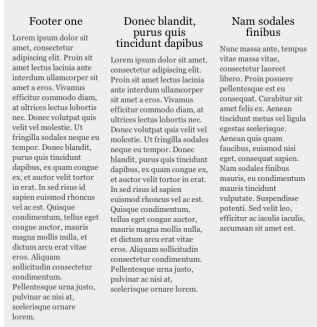 Footer one
Lorem ipsum dolor sit
amet, consectetur
adipiscing elit. Proin sit
amet lectus lacinia ante
interdum ullamcorper sit
amet a eros. Vivamus
efficitur commodo diam,
at ultrices lectus lobortis
nec. Donec volutpat quis velit
vel molestie. Ut
fringilla sodales neque eu
tempor. Donec blandit,
purus quis tincidunt
dapibus, ex quam congue
ex, et auctor velit tortor
in erat. In sed risus id
sapien euismod rhoncus
vel ac est. Quisque
condimentum, tellus eget
congue auctor, mauris
magna mollis nulla, et
dictum arcu erat vitae
eros. Aliquam
sollicitudin consectetur
condimentum.
Pellentesque urna justo,
pulvinar ac nisi at,
scelerisque ornare
lorem.
Donec blandit,
purus quis
tincidunt dapibus
Lorem ipsum dolor sit amet,
consectetur adipiscing elit.
Proin sit amet lectus lacinia
ante interdum ullamcorper
sit amet a eros. Vivamus
efficitur commodo diam, at
ultrices lectus lobortis nec.
Donec volutpat quis velit
vel molestie. Ut
fringilla sodales
neque eu tempor. Donec
blandit, purus quis tincidunt
dapibus, ex quam congue ex,
et auctor velit tortor in erat.
In sed risus id sapien
euismod rhoncus vel ac est.
Quisque condimentum,
tellus eget congue auctor,
mauris magna mollis nulla,
et dictum arcu erat vitae
eros. Aliquam sollicitudin
consectetur condimentum.
Pellentesque urna justo,
pulvinar ac nisi at,
scelerisque ornare lorem.
Nam sodales
finibus
Nunc massa ante, tempus
vitae massa vitae,
consectetur laoreet
libero. Proin posuere
pellentesque est eu
consequat. Curabitur sit
amet felis ex. Aenean
tincidunt metus vel ligula
egestas scelerisque.
Aenean quis quam
faucibus, euismod nisi
eget, consequat sapien.
Nam sodales finibus
mauris, eu condimentum
mauris tincidunt
vulputate. Suspendisse
potenti. Sed velit leo,
efficitur ac iaculis iaculis,
accumsan sit amet est.